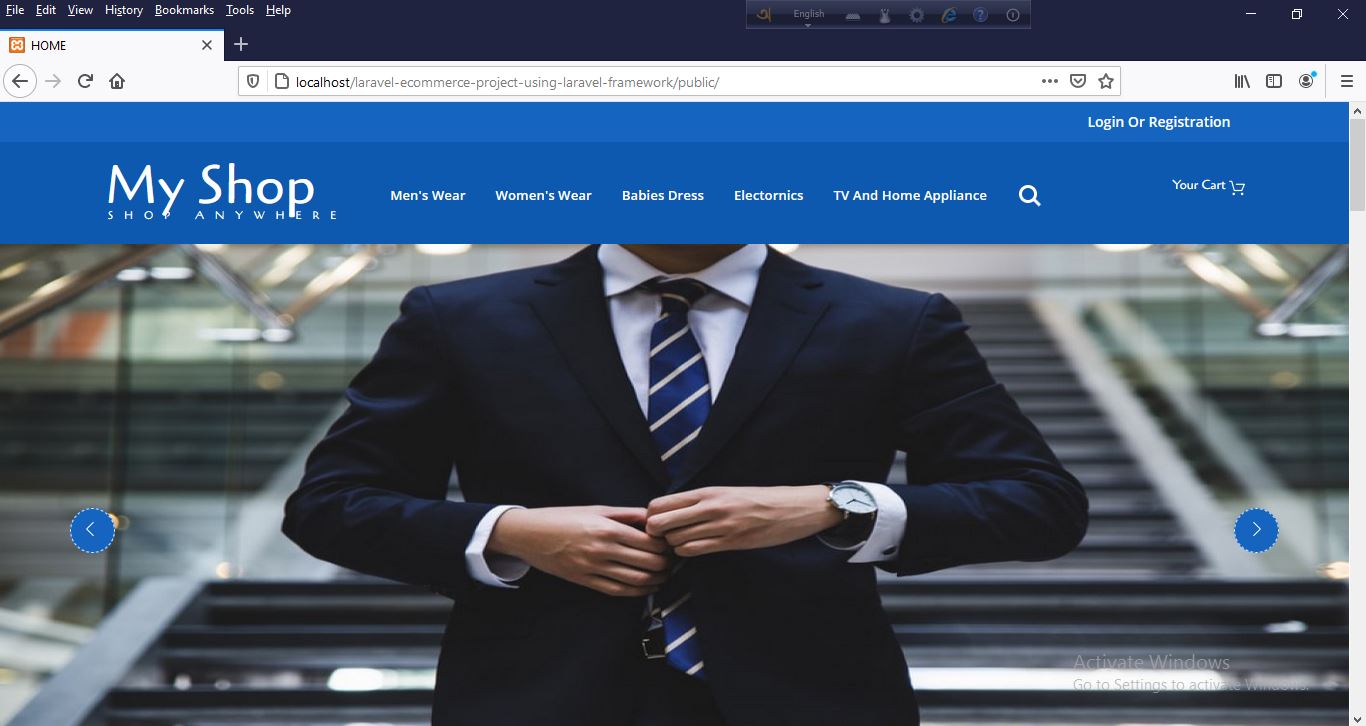 File Edit View History Bookmarks Tools Help
English
HOME
localhost/laravel-ecommerce-project-using-laravel-framework/public/
Login Or Registration
My Shop
SHOP ANYWHERE
Men's Wear Women's Wear Babies Dress Electornics TV And Home Appliance
Your Cart
Activate Windows
Go to Settings to activate Windows.